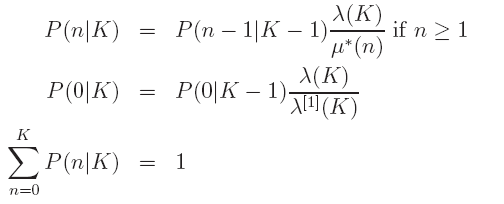 P(n|K) = P(n − 1|K − 1) λ(K)/μ*(n) if n ≥ 1
P(0|K) = P(0|K − 1) λ(K)/λ^[1](K)
∑_{n=0}^{K} P(n|K) = 1